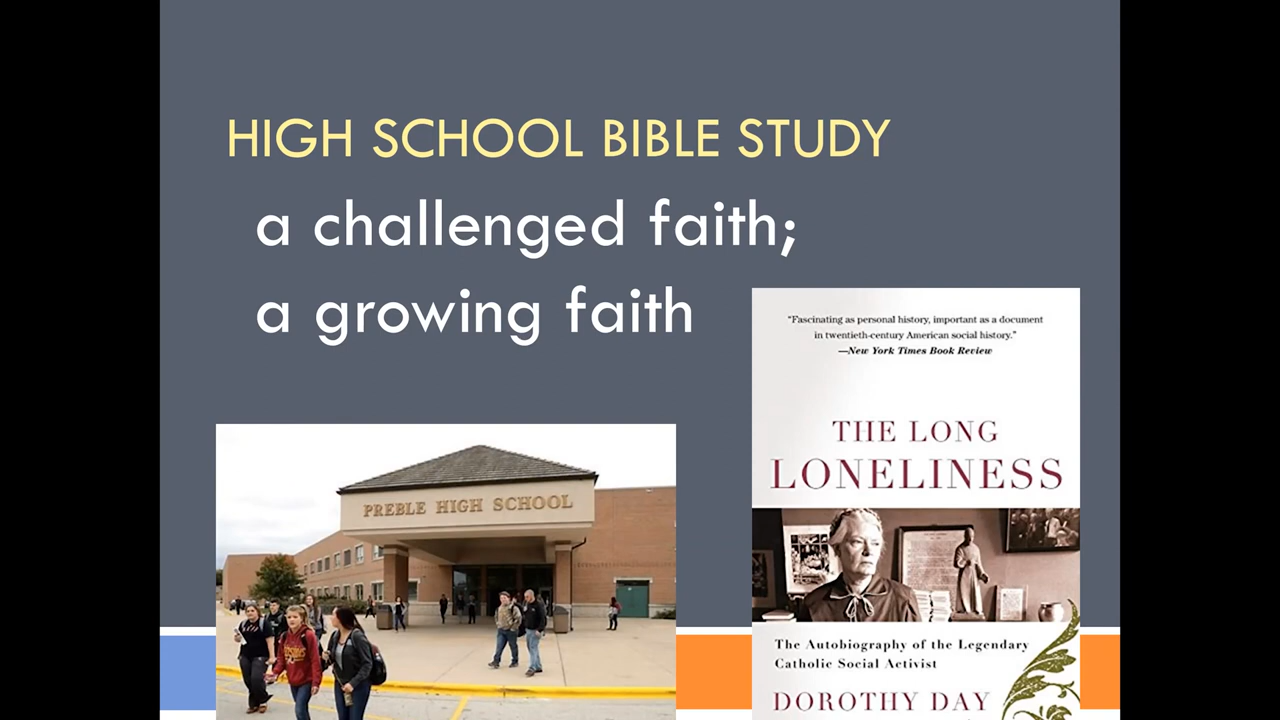 HIGH SCHOOL BIBLE STUDY
a challenged faith;
a growing faith
PREBLE HIGH SCHOOL
“Fascinating as personal history, important as a document
in twentieth-century American social history.”
—New York Times Book Review
THE LONG
LONELINESS
The Autobiography of the Legendary
Catholic Social Activist
DOROTHY DAY